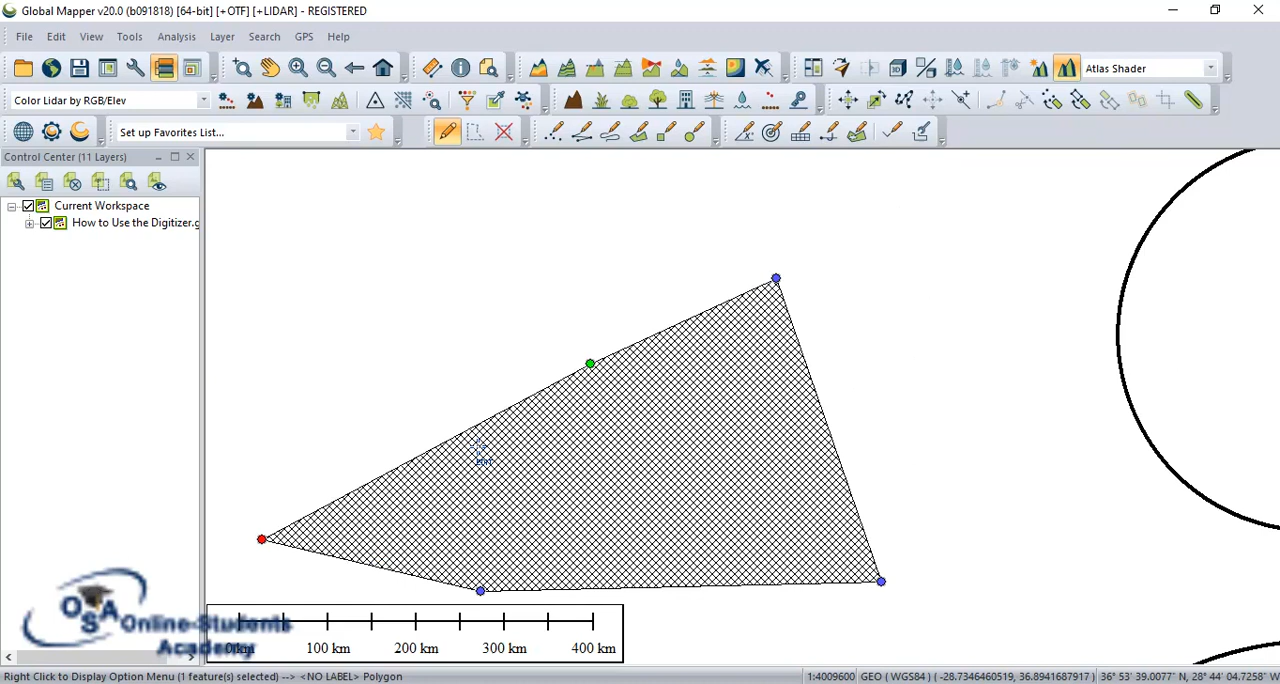 Global Mapper v20.0 (b091818) [64-bit] [+OTF] [+LIDAR] - REGISTERED
File Edit View Tools Analysis Layer Search GPS Help
Atlas Shader
Color Lidar by RGB/Elev
Set up Favorites List...
Control Center (11 Layers)
Current Workspace
How to Use the Digitizer.g
OSA Online-Students
Academy
0 km 100 km 200 km 300 km 400 km
Right Click to Display Option Menu (1 feature(s) selected) --> <NO LABEL> Polygon
1:4009600 GEO ( WGS84 ) ( -28.7346460519, 36.8941687917 ) 36° 53' 39.0077" N, 28° 44' 04.7258" W